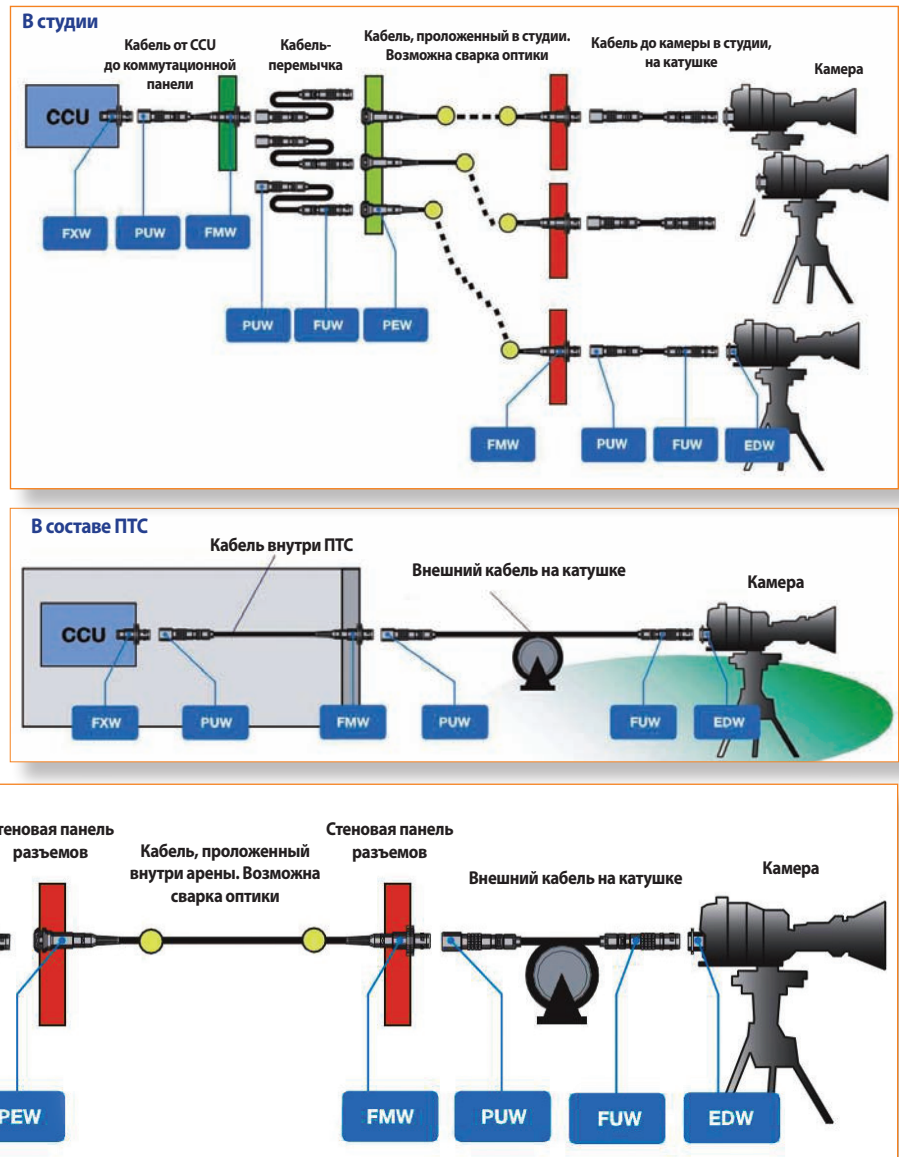 В студии
Кабель от CCU
до коммутационной
панели
Кабель-
перемычка
Кабель, проложенный в студии.
Возможна сварка оптики
Кабель до камеры в студии,
на катушке
Камера
CCU
FXW
PUW
FMW
PUW
FUW
PEW
FMW
PUW
FUW
EDW
В составе ПТС
Кабель внутри ПТС
Внешний кабель на катушке
Камера
CCU
FXW
PUW
FMW
PUW
FUW
EDW
теновая панель
разъемов
Кабель, проложенный
внутри арены. Возможна
сварка оптики
Стеновая панель
разъемов
Внешний кабель на катушке
Камера
PEW
FMW
PUW
FUW
EDW